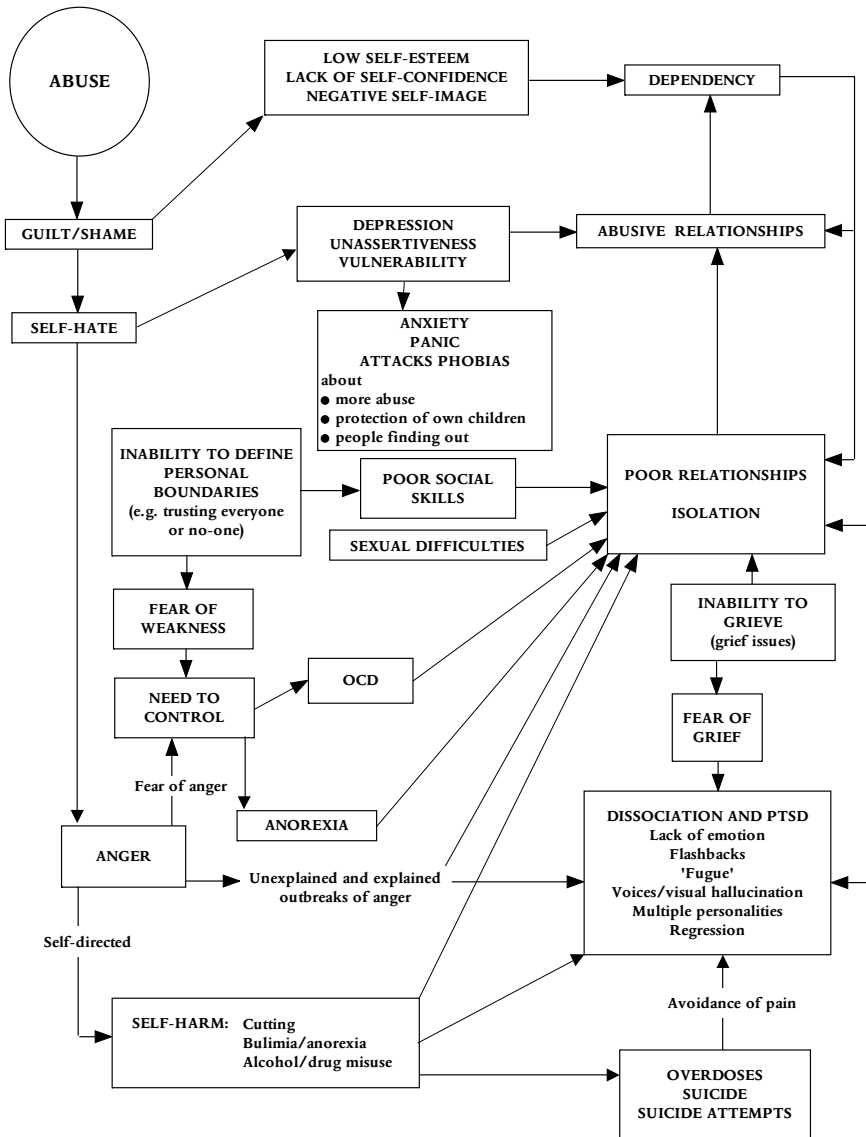 ABUSE
LOW SELF-ESTEEM
LACK OF SELF-CONFIDENCE
NEGATIVE SELF-IMAGE
DEPENDENCY
GUILT/SHAME
DEPRESSION
UNASSERTIVENESS
VULNERABILITY
ABUSIVE RELATIONSHIPS
SELF-HATE
ANXIETY
PANIC
ATTACKS PHOBIAS
about
● more abuse
● protection of own children
● people finding out
INABILITY TO DEFINE
PERSONAL
BOUNDARIES
(e.g. trusting everyone
or no-one)
POOR SOCIAL
SKILLS
POOR RELATIONSHIPS
ISOLATION
SEXUAL DIFFICULTIES
FEAR OF
WEAKNESS
INABILITY TO
GRIEVE
(grief issues)
NEED TO
CONTROL
OCD
FEAR OF
GRIEF
Fear of anger
ANOREXIA
ANGER
Unexplained and explained
outbreaks of anger
DISSOCIATION AND PTSD
Lack of emotion
Flashbacks
'Fugue'
Voices/visual hallucination
Multiple personalities
Regression
Self-directed
Avoidance of pain
SELF-HARM: Cutting
Bulimia/anorexia
Alcohol/drug misuse
OVERDOSES
SUICIDE
SUICIDE ATTEMPTS